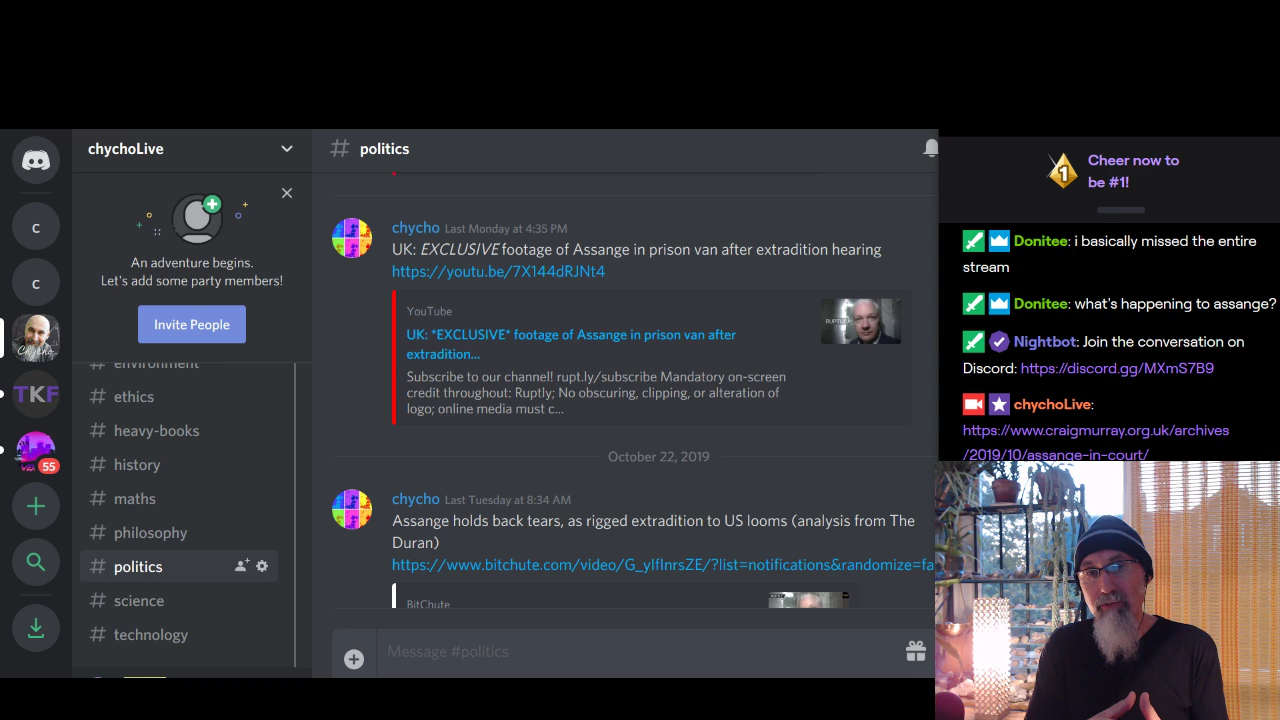 chychoLive
An adventure begins.
Let's add some party members!
Invite People
environment
# ethics
# heavy-books
# history
# maths
# philosophy
# politics
# science
# technology
c
c
Chycho
TKF
55
# politics
chycho Last Monday at 4:35 PM
UK: EXCLUSIVE footage of Assange in prison van after extradition hearing
https://youtu.be/7X144dRJNt4
YouTube
UK: *EXCLUSIVE* footage of Assange in prison van after
extradition...
Subscribe to our channel! rupt.ly/subscribe Mandatory on-screen
credit throughout: Ruptly; No obscuring, clipping, or alteration of
logo; online media must c...
RUPTLY
October 22, 2019
chycho Last Tuesday at 8:34 AM
Assange holds back tears, as rigged extradition to US looms (analysis from The
Duran)
https://www.bitchute.com/video/G_ylfInrsZE/?list=notifications&randomize=fa
BitChute
Message #politics
1
Cheer now to
be #1!
Donitee: i basically missed the entire
stream
Donitee: what's happening to assange?
Nightbot: Join the conversation on
Discord: https://discord.gg/MXmS7B9
chychoLive:
https://www.craigmurray.org.uk/archives
/2019/10/assange-in-court/